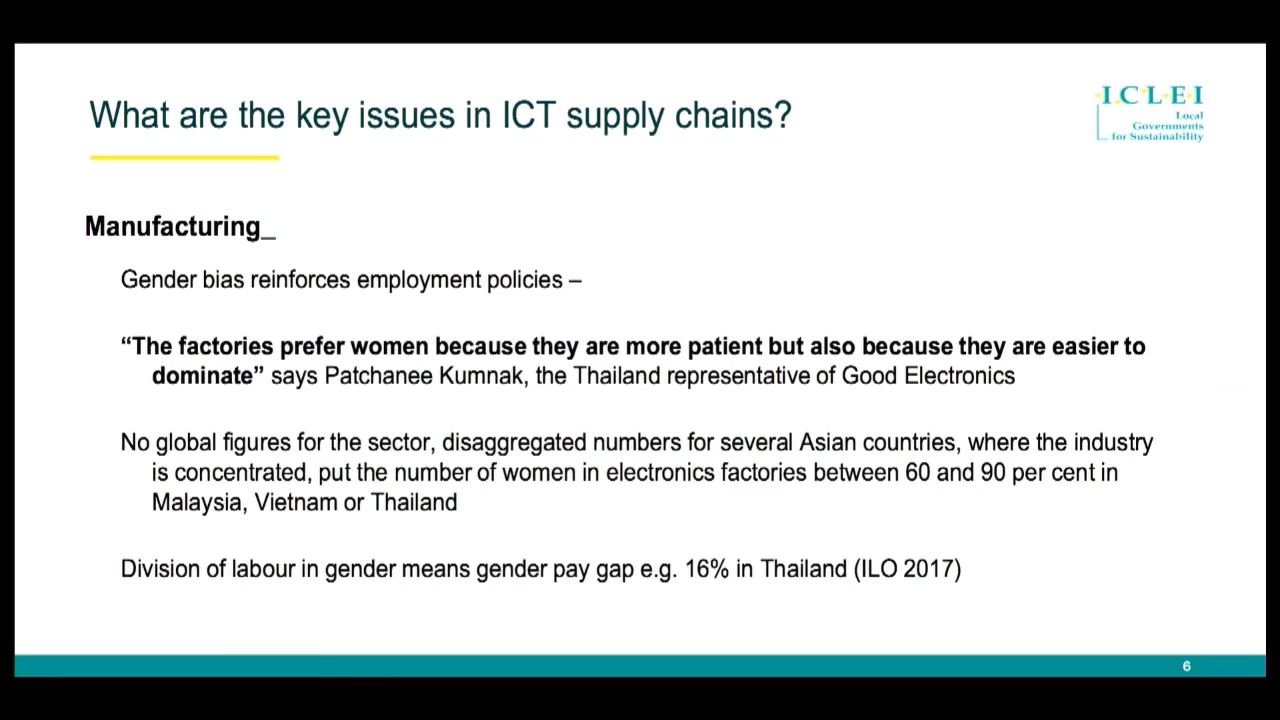 What are the key issues in ICT supply chains?
I.C.L.E.I
Local
Governments
for Sustainability
Manufacturing_
Gender bias reinforces employment policies –
“The factories prefer women because they are more patient but also because they are easier to
dominate” says Patchanee Kumnak, the Thailand representative of Good Electronics
No global figures for the sector, disaggregated numbers for several Asian countries, where the industry
is concentrated, put the number of women in electronics factories between 60 and 90 per cent in
Malaysia, Vietnam or Thailand
Division of labour in gender means gender pay gap e.g. 16% in Thailand (ILO 2017)
6